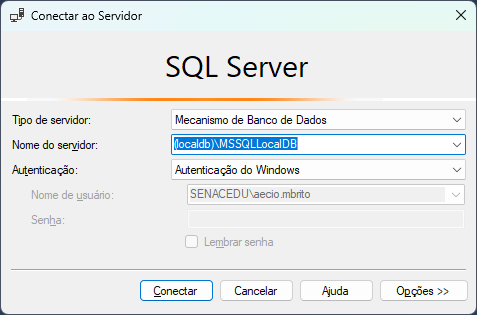 Conectar ao Servidor
SQL Server
Tipo de servidor: Mecanismo de Banco de Dados
Nome do servidor: (localdb)\MSSQLLocalDB
Autenticação: Autenticação do Windows
Nome de usuário: SENACEDU\aecio.mbrito
Senha:
Lembrar senha
Conectar Cancelar Ajuda Opções >>